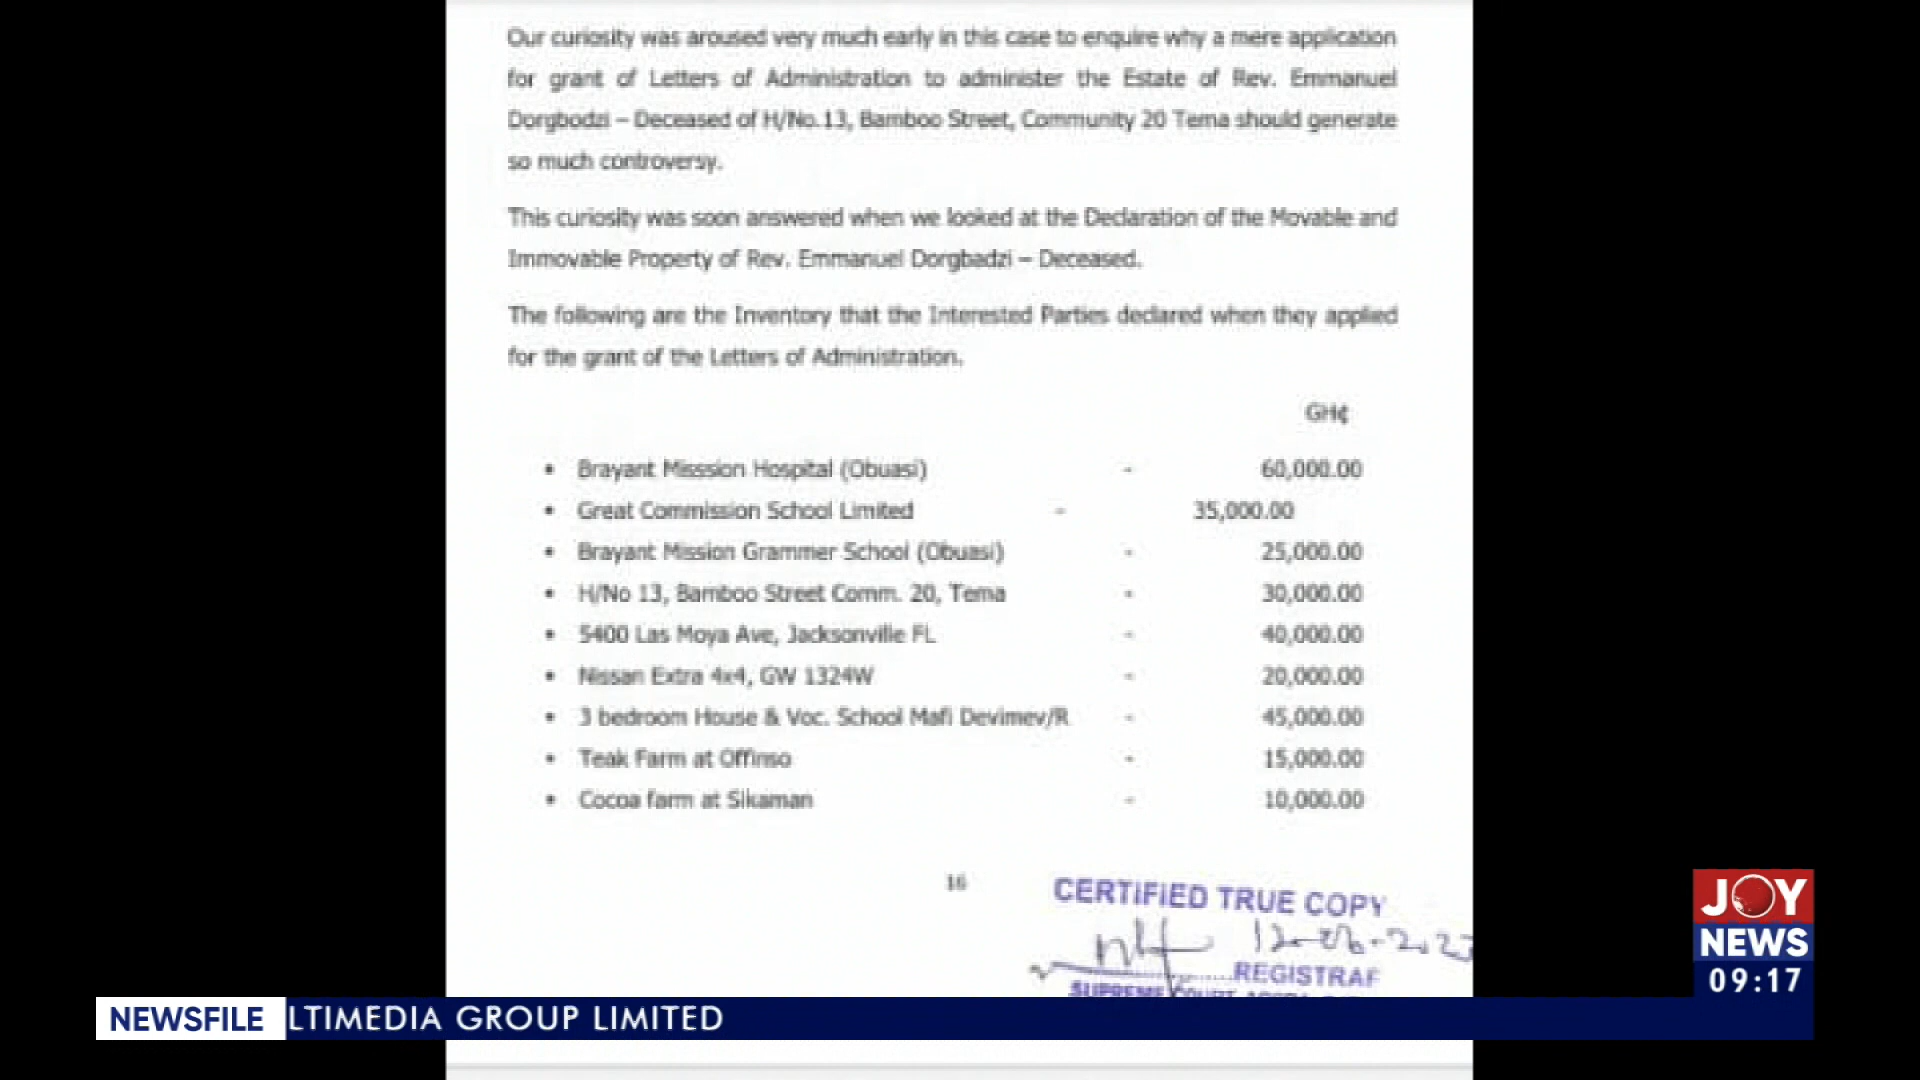 Our curiosity was aroused very much early in this case to enquire why a mere application
for grant of Letters of Administration to administer the Estate of Rev. Emmanuel
Dorgbodzi – Deceased of H/No.13, Bamboo Street, Community 20 Tema should generate
so much controversy.
This curiosity was soon answered when we looked at the Declaration of the Movable and
Immovable Property of Rev. Emmanuel Dorgbadzi – Deceased.
The following are the Inventory that the Interested Parties declared when they applied
for the grant of the Letters of Administration.
GH¢
• Brayant Misssion Hospital (Obuasi) - 60,000.00
• Great Commission School Limited - 35,000.00
• Brayant Mission Grammer School (Obuasi) - 25,000.00
• H/No 13, Bamboo Street Comm. 20, Tema - 30,000.00
• 5400 Las Moya Ave, Jacksonville FL - 40,000.00
• Nissan Extra 4x4, GW 1324W - 20,000.00
• 3 bedroom House & Voc. School Mafi Devimev/R - 45,000.00
• Teak Farm at Offinso - 15,000.00
• Cocoa farm at Sikaman - 10,000.00
16
CERTIFIED TRUE COPY
REGISTRAR
SUPREME COURT
JOY
NEWS
09:17
NEWSFILE LTIMEDIA GROUP LIMITED